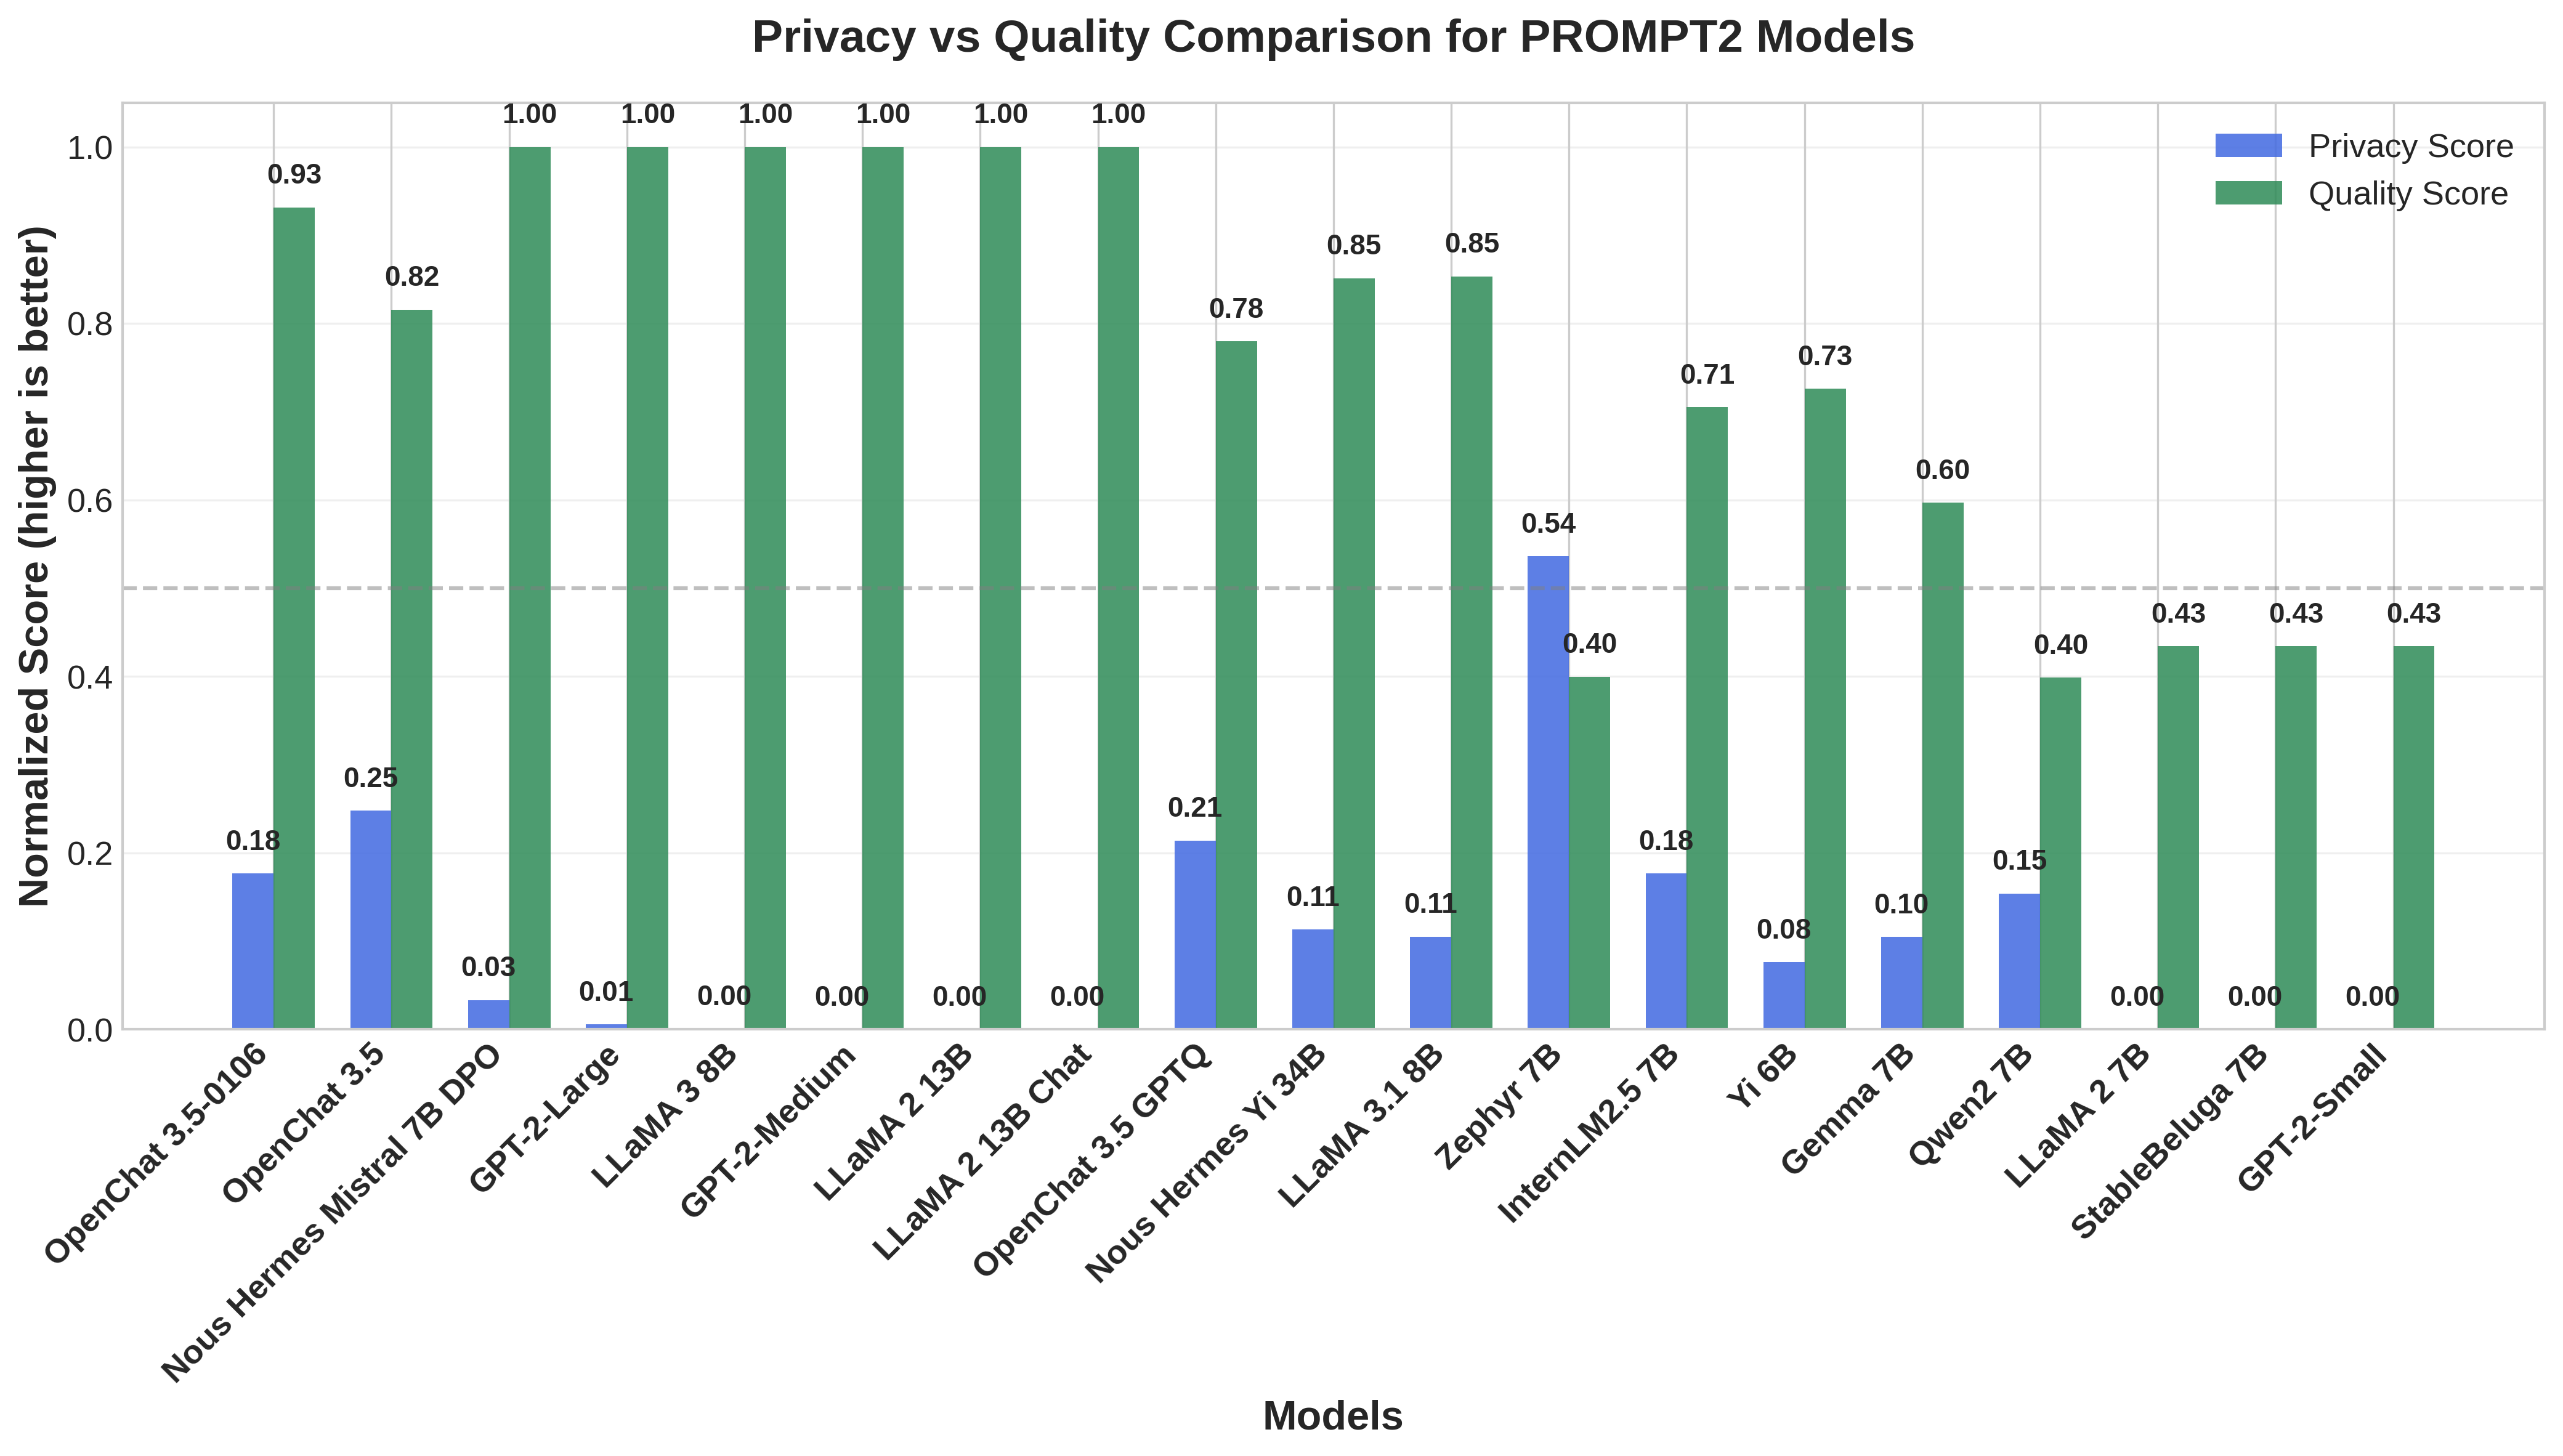 Privacy vs Quality Comparison for PROMPT2 Models
Normalized Score (higher is better)
1.0
0.8
0.6
0.4
0.2
0.0
Privacy Score
Quality Score
0.18
0.93
0.25
0.82
0.03
1.00
0.01
1.00
0.00
1.00
0.00
1.00
0.00
1.00
0.00
1.00
0.21
0.78
0.11
0.85
0.11
0.85
0.54
0.40
0.18
0.71
0.08
0.73
0.10
0.60
0.15
0.40
0.00
0.43
0.00
0.43
0.00
0.43
OpenChat 3.5-0106
OpenChat 3.5
Nous Hermes Mistral 7B DPO
GPT-2-Large
LLaMA 3 8B
GPT-2-Medium
LLaMA 2 13B
LLaMA 2 13B Chat
OpenChat 3.5 GPTQ
Nous Hermes Yi 34B
LLaMA 3.1 8B
Zephyr 7B
InternLM2.5 7B
Yi 6B
Gemma 7B
Qwen2 7B
LLaMA 2 7B
StableBeluga 7B
GPT-2-Small
Models